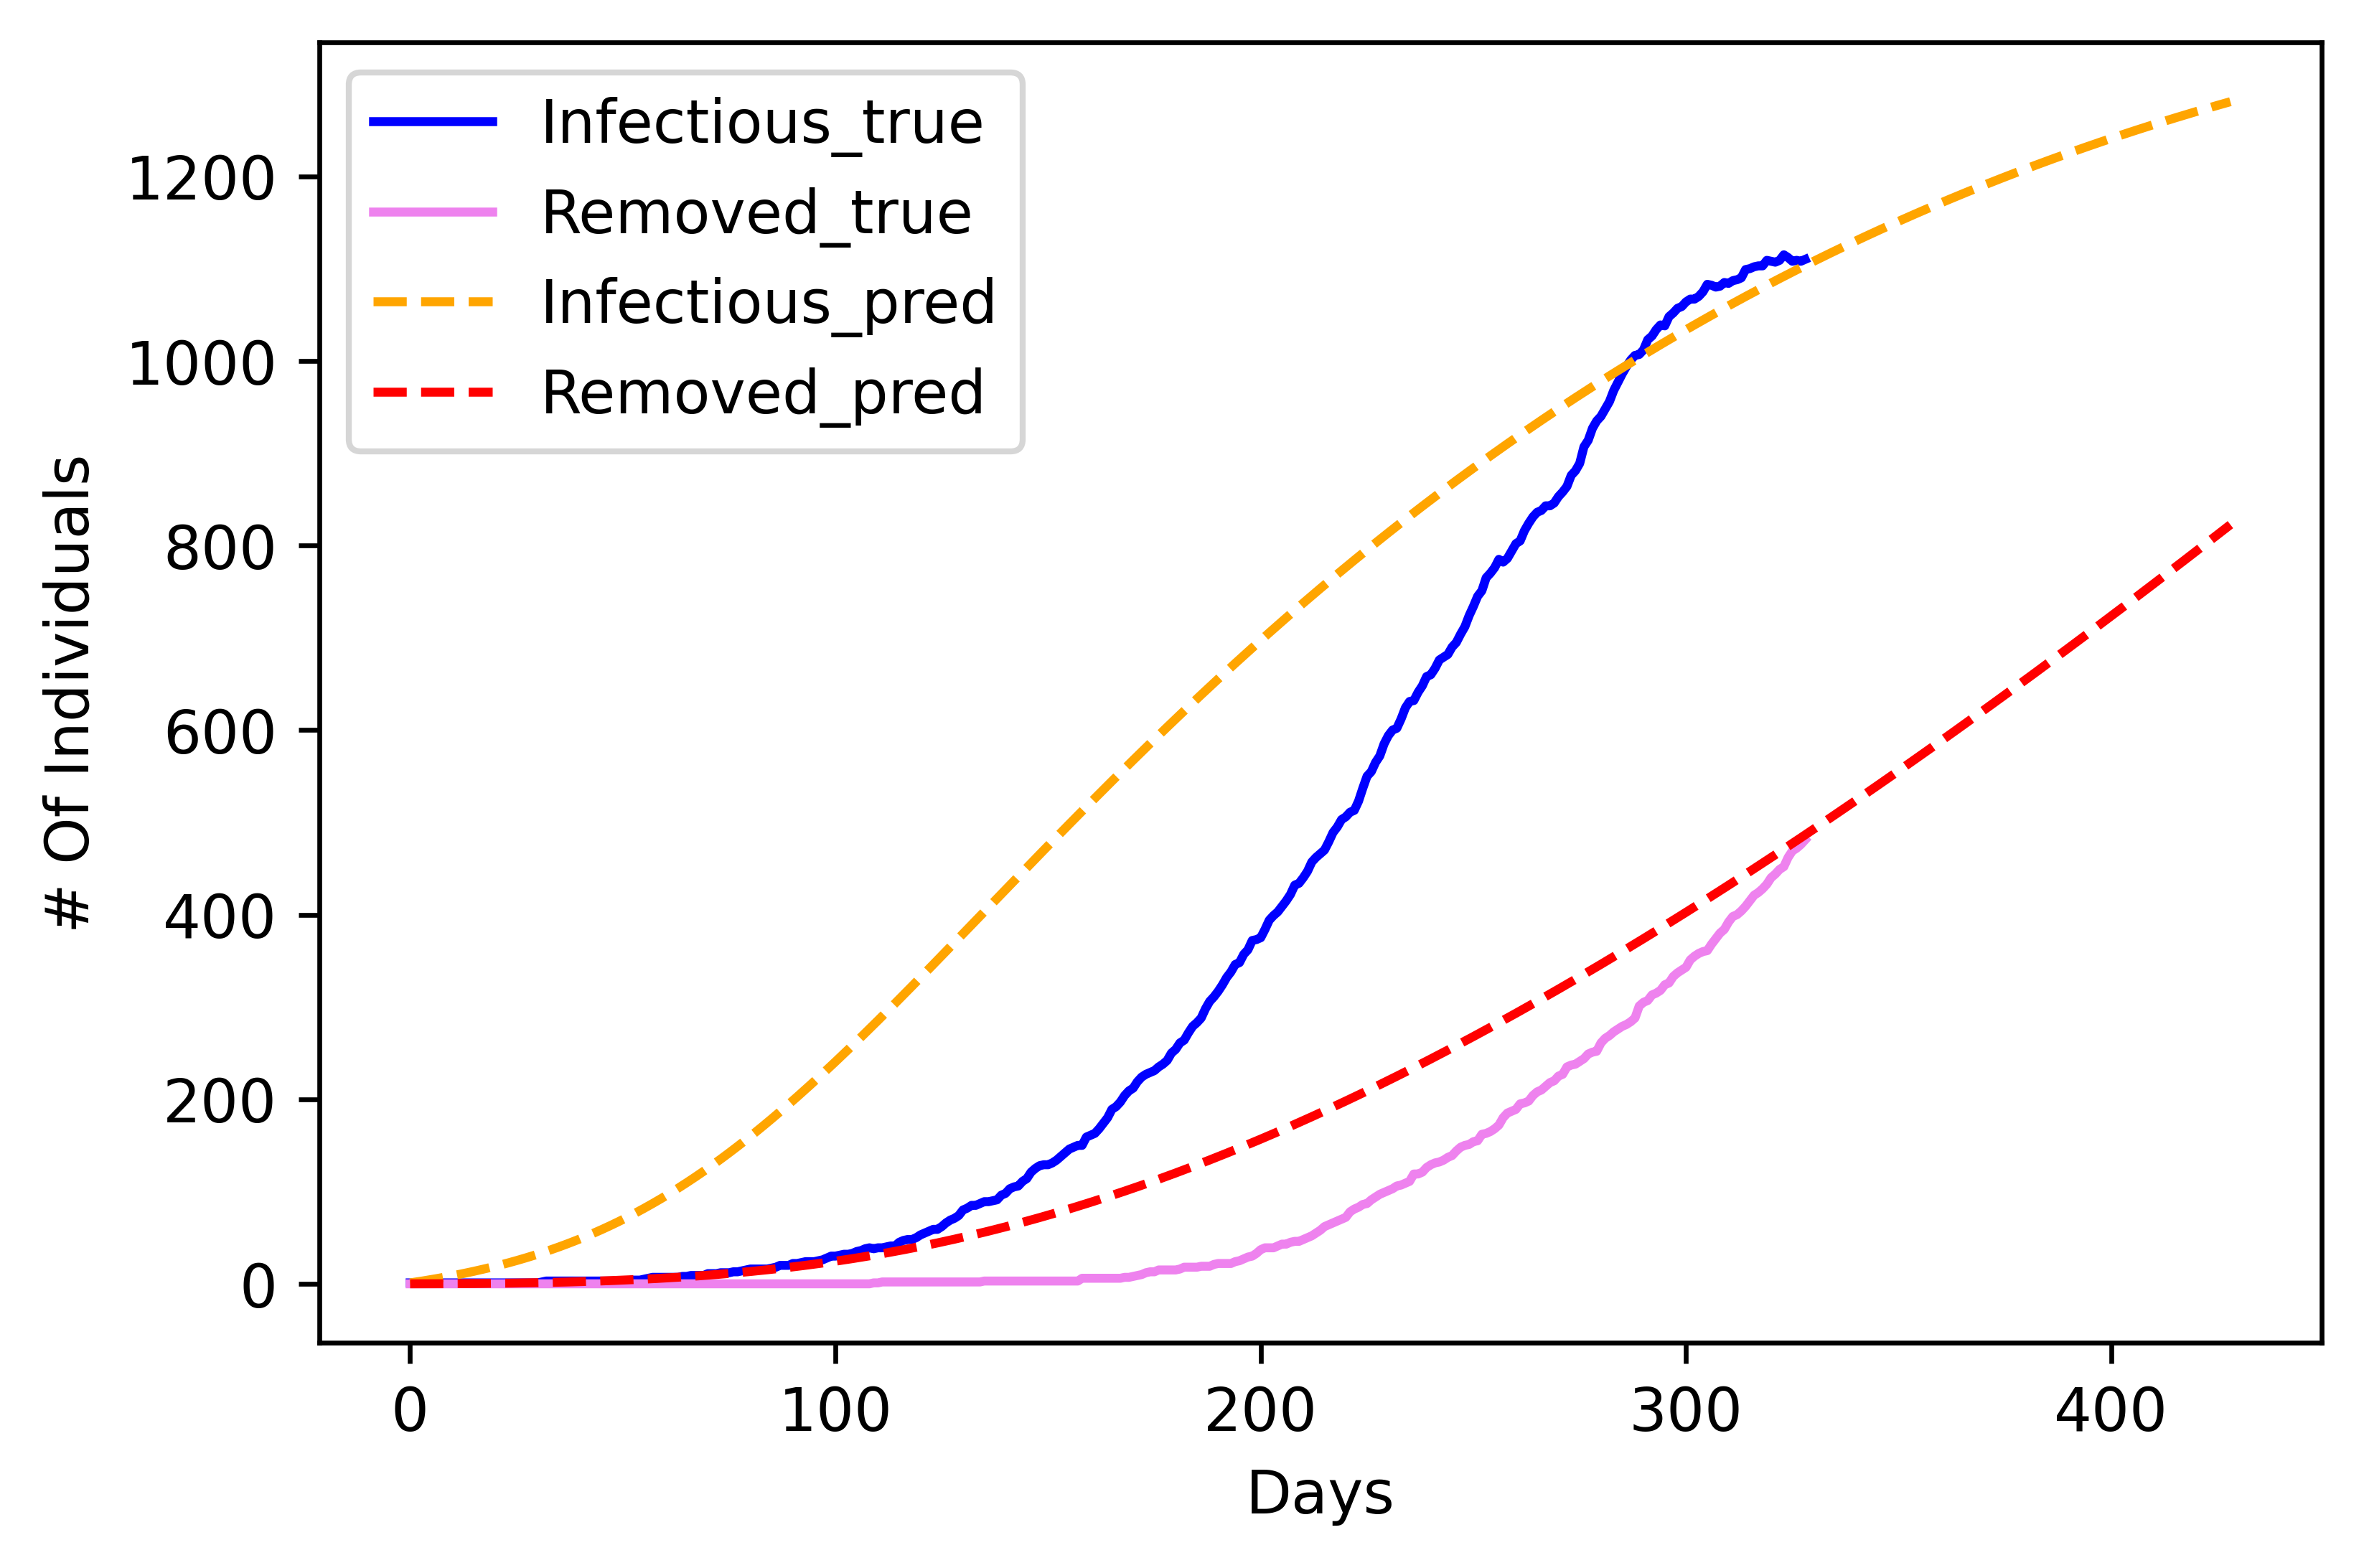 Infectious_true
Removed_true
Infectious_pred
Removed_pred
1200
1000
800
600
400
200
0
# Of Individuals
0 100 200 300 400
Days